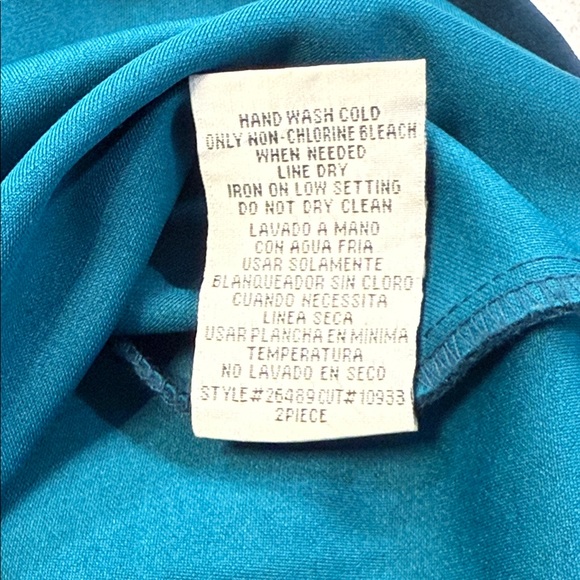 HAND WASH COLD
ONLY NON-CHLORINE BLEACH
WHEN NEEDED
LINE DRY
IRON ON LOW SETTING
DO NOT DRY CLEAN
LAVADO A MANO
CON AGUA FRIA
USAR SOLAMENTE
BLANQUEADOR SIN CLORO
CUANDO NECESSITA
LINEA SECA
USAR PLANCHA EN MÍNIMA
TEMPERATURA
NO LAVADO EN SECO
STYLE#26489 CUT#10933
2PIECE